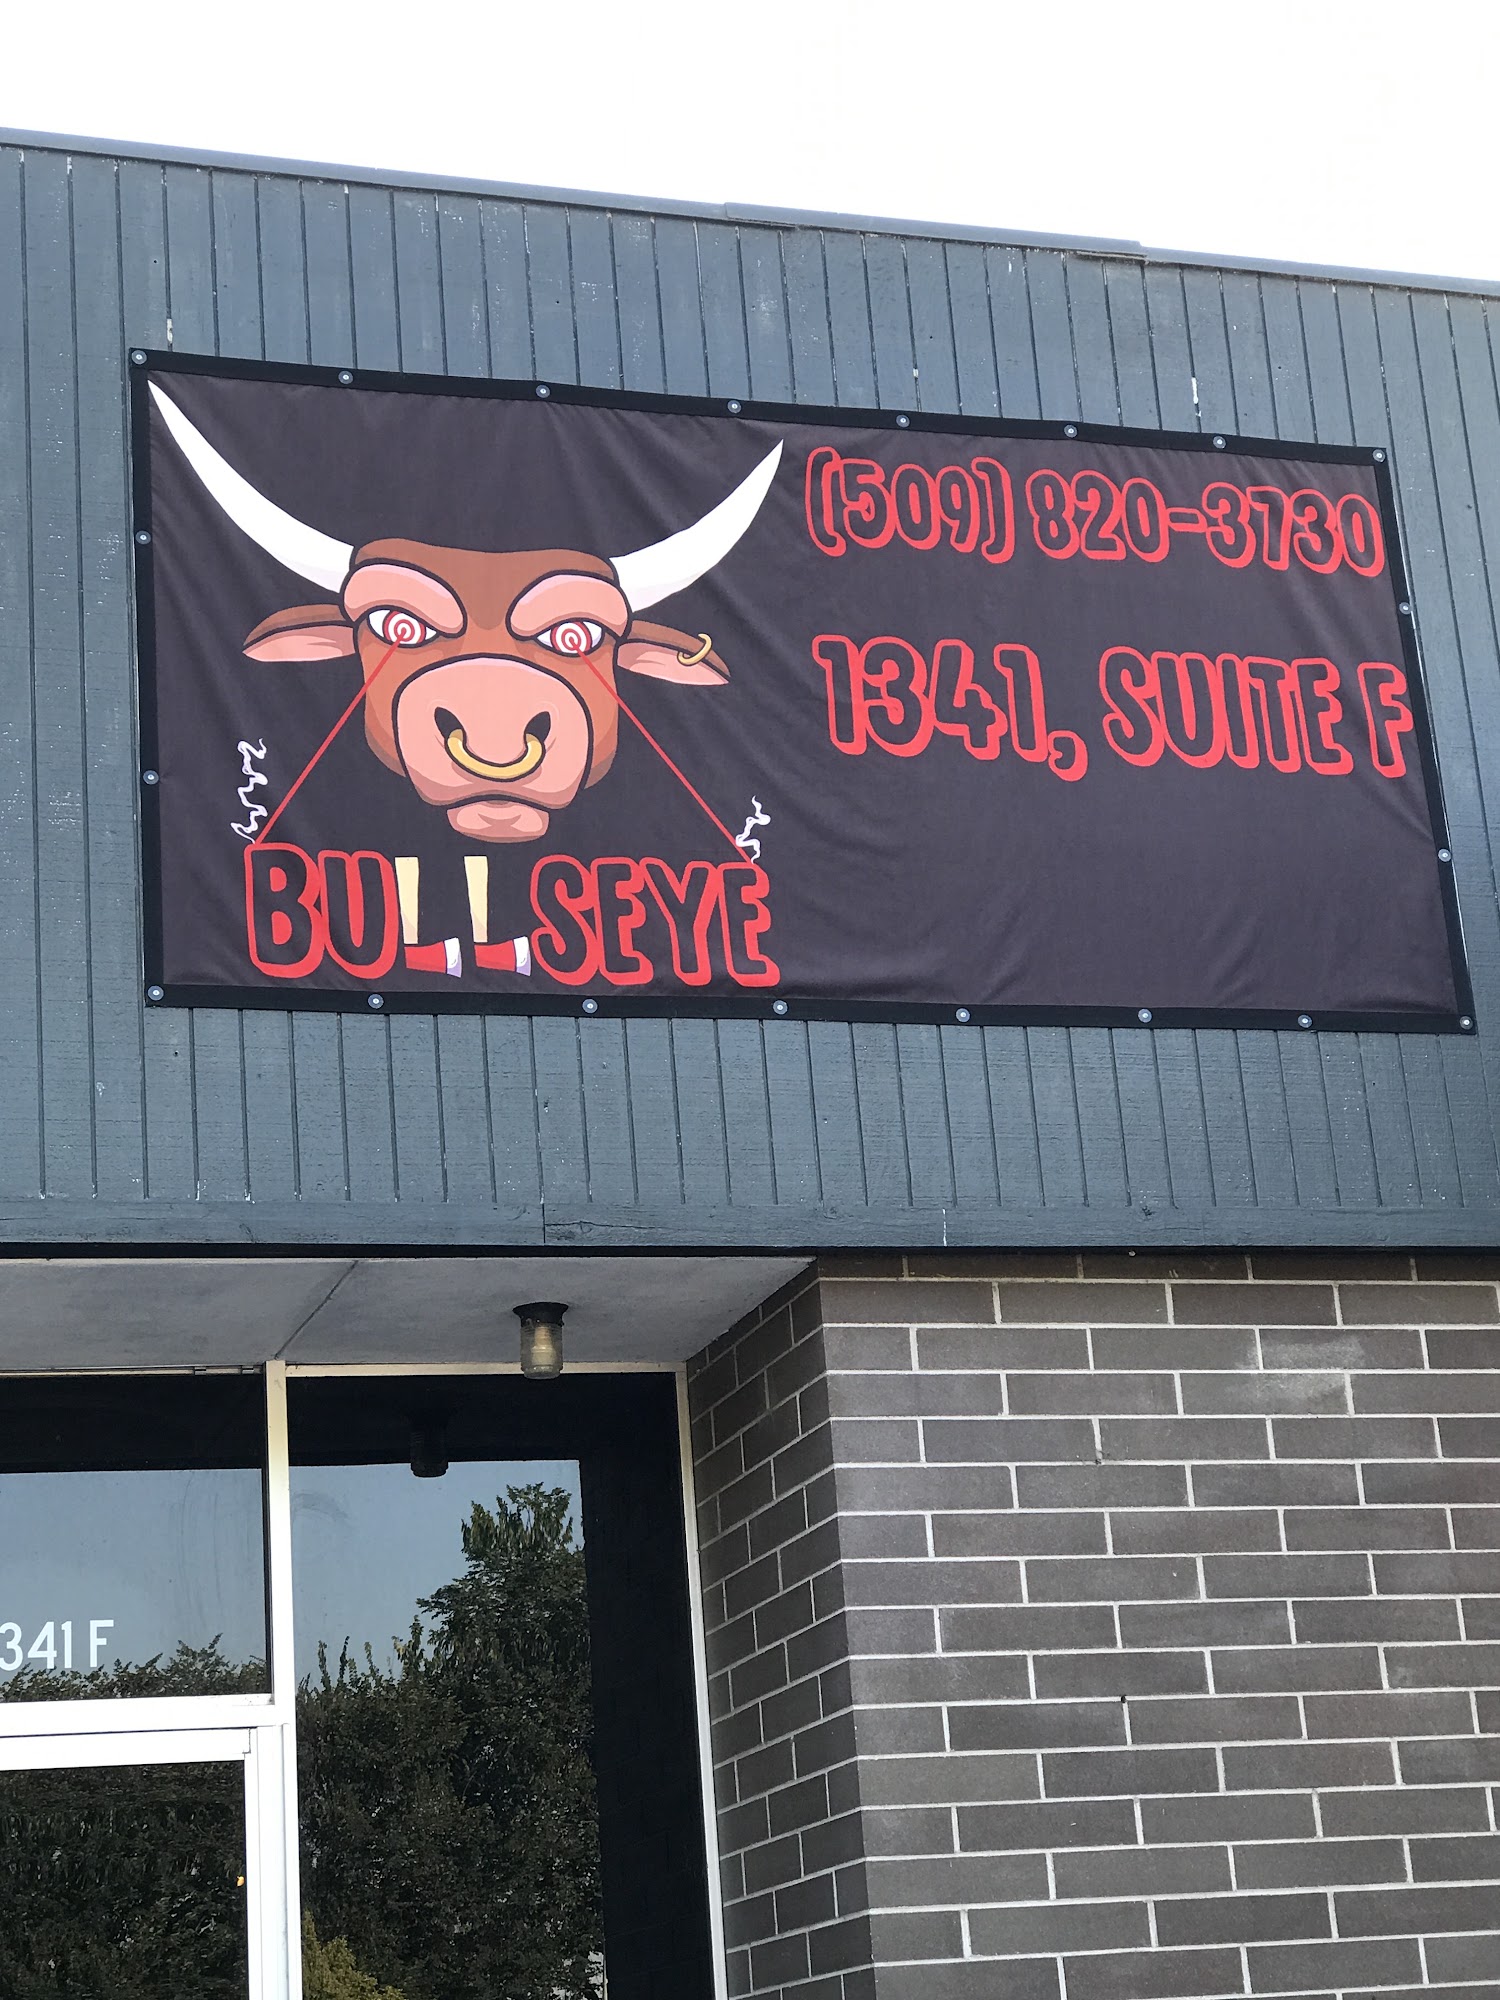 (509) 820-3730
1341, SUITE F
BULLSEYE
341 F